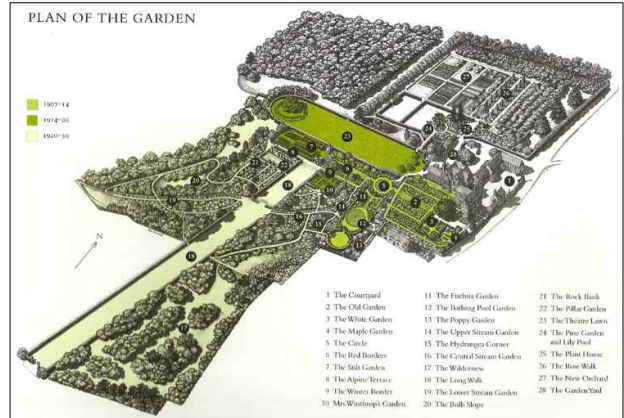 PLAN OF THE GARDEN
1907–14
1914–20
1920–30
N
1 The Courtyard
2 The Old Garden
3 The White Garden
4 The Maple Garden
5 The Circle
6 The Red Borders
7 The Stilt Garden
8 The Alpine Terrace
9 The Winter Border
10 Mrs Winthrop's Garden
11 The Fuchsia Garden
12 The Bathing Pool Garden
13 The Poppy Garden
14 The Upper Stream Garden
15 The Hydrangea Corner
16 The Central Stream Garden
17 The Wilderness
18 The Long Walk
19 The Lower Stream Garden
20 The Bulb Slope
21 The Rock Bank
22 The Pillar Garden
23 The Theatre Lawn
24 The Pine Garden
and Lily Pool
25 The Plant House
26 The Rose Walk
27 The New Orchard
28 The Garden Yard